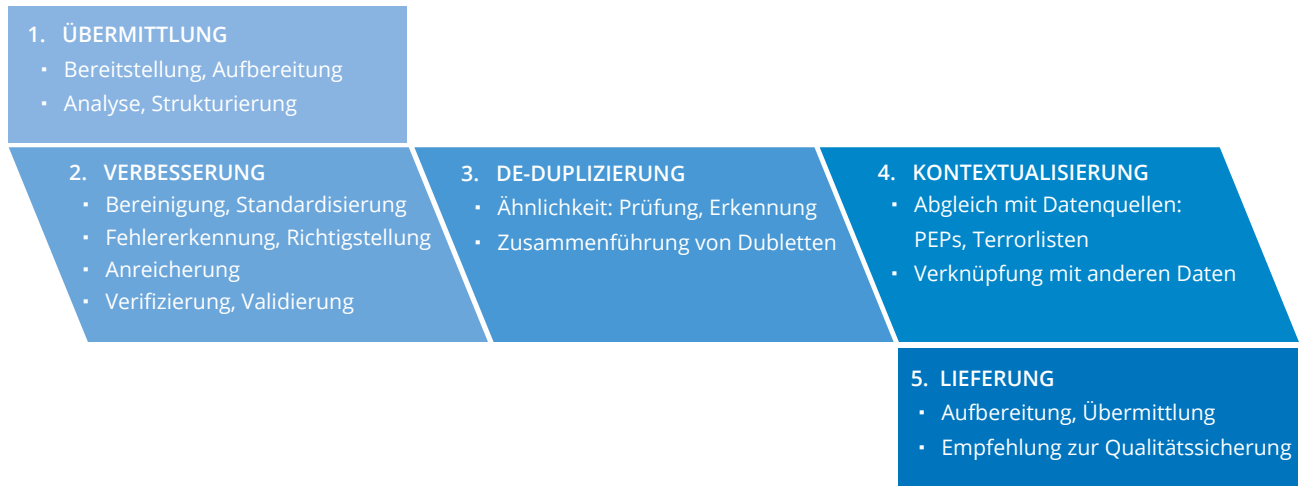 1. ÜBERMITTLUNG
▪ Bereitstellung, Aufbereitung
▪ Analyse, Strukturierung
2. VERBESSERUNG
▪ Bereinigung, Standardisierung
▪ Fehlererkennung, Richtigstellung
▪ Anreicherung
▪ Verifizierung, Validierung
3. DE-DUPLIZIERUNG
▪ Ähnlichkeit: Prüfung, Erkennung
▪ Zusammenführung von Dubletten
4. KONTEXTUALISIERUNG
▪ Abgleich mit Datenquellen:
PEPs, Terrorlisten
▪ Verknüpfung mit anderen Daten
5. LIEFERUNG
▪ Aufbereitung, Übermittlung
▪ Empfehlung zur Qualitätssicherung